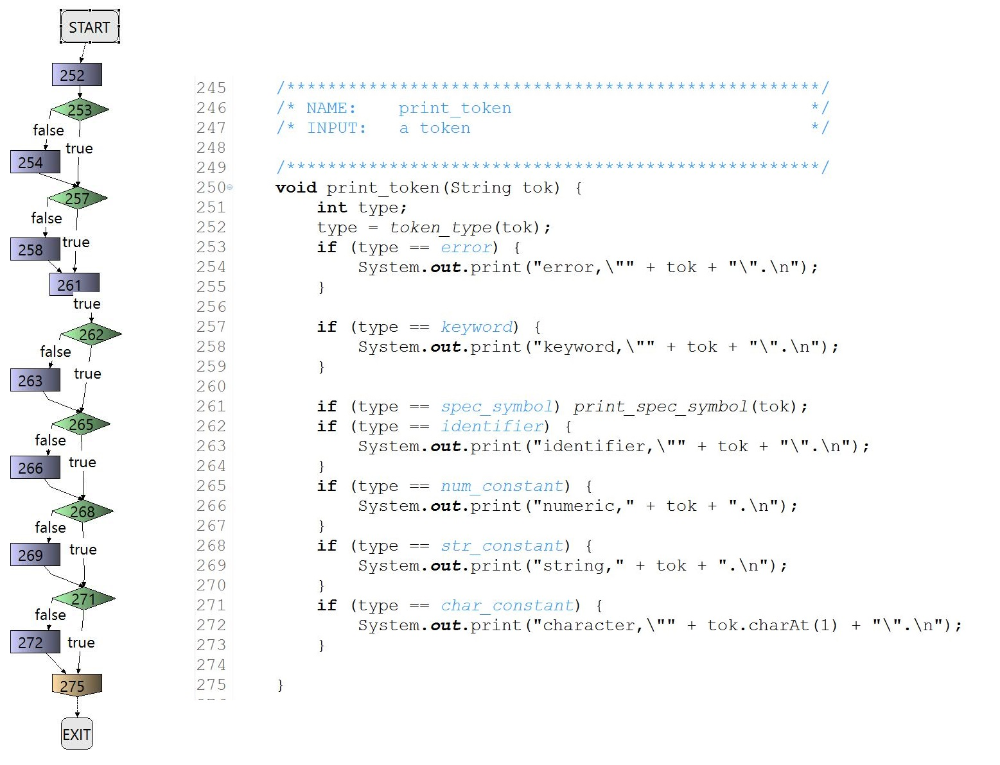 START
252
253
false
true
254
257
false
true
258
261
true
262
false
true
263
265
false
true
266
268
false
true
269
271
false
true
272
275
EXIT
245 /****************************************************/
246 /* NAME: print_token */
247 /* INPUT: a token */
248
249 /****************************************************/
250 void print_token(String tok) {
251 int type;
252 type = token_type(tok);
253 if (type == error) {
254 System.out.print("error,\"" + tok + "\".\n");
255 }
256
257 if (type == keyword) {
258 System.out.print("keyword,\"" + tok + "\".\n");
259 }
260
261 if (type == spec_symbol) print_spec_symbol(tok);
262 if (type == identifier) {
263 System.out.print("identifier,\"" + tok + "\".\n");
264 }
265 if (type == num_constant) {
266 System.out.print("numeric," + tok + ".\n");
267 }
268 if (type == str_constant) {
269 System.out.print("string," + tok + ".\n");
270 }
271 if (type == char_constant) {
272 System.out.print("character,\"" + tok.charAt(1) + "\".\n");
273 }
274
275 }